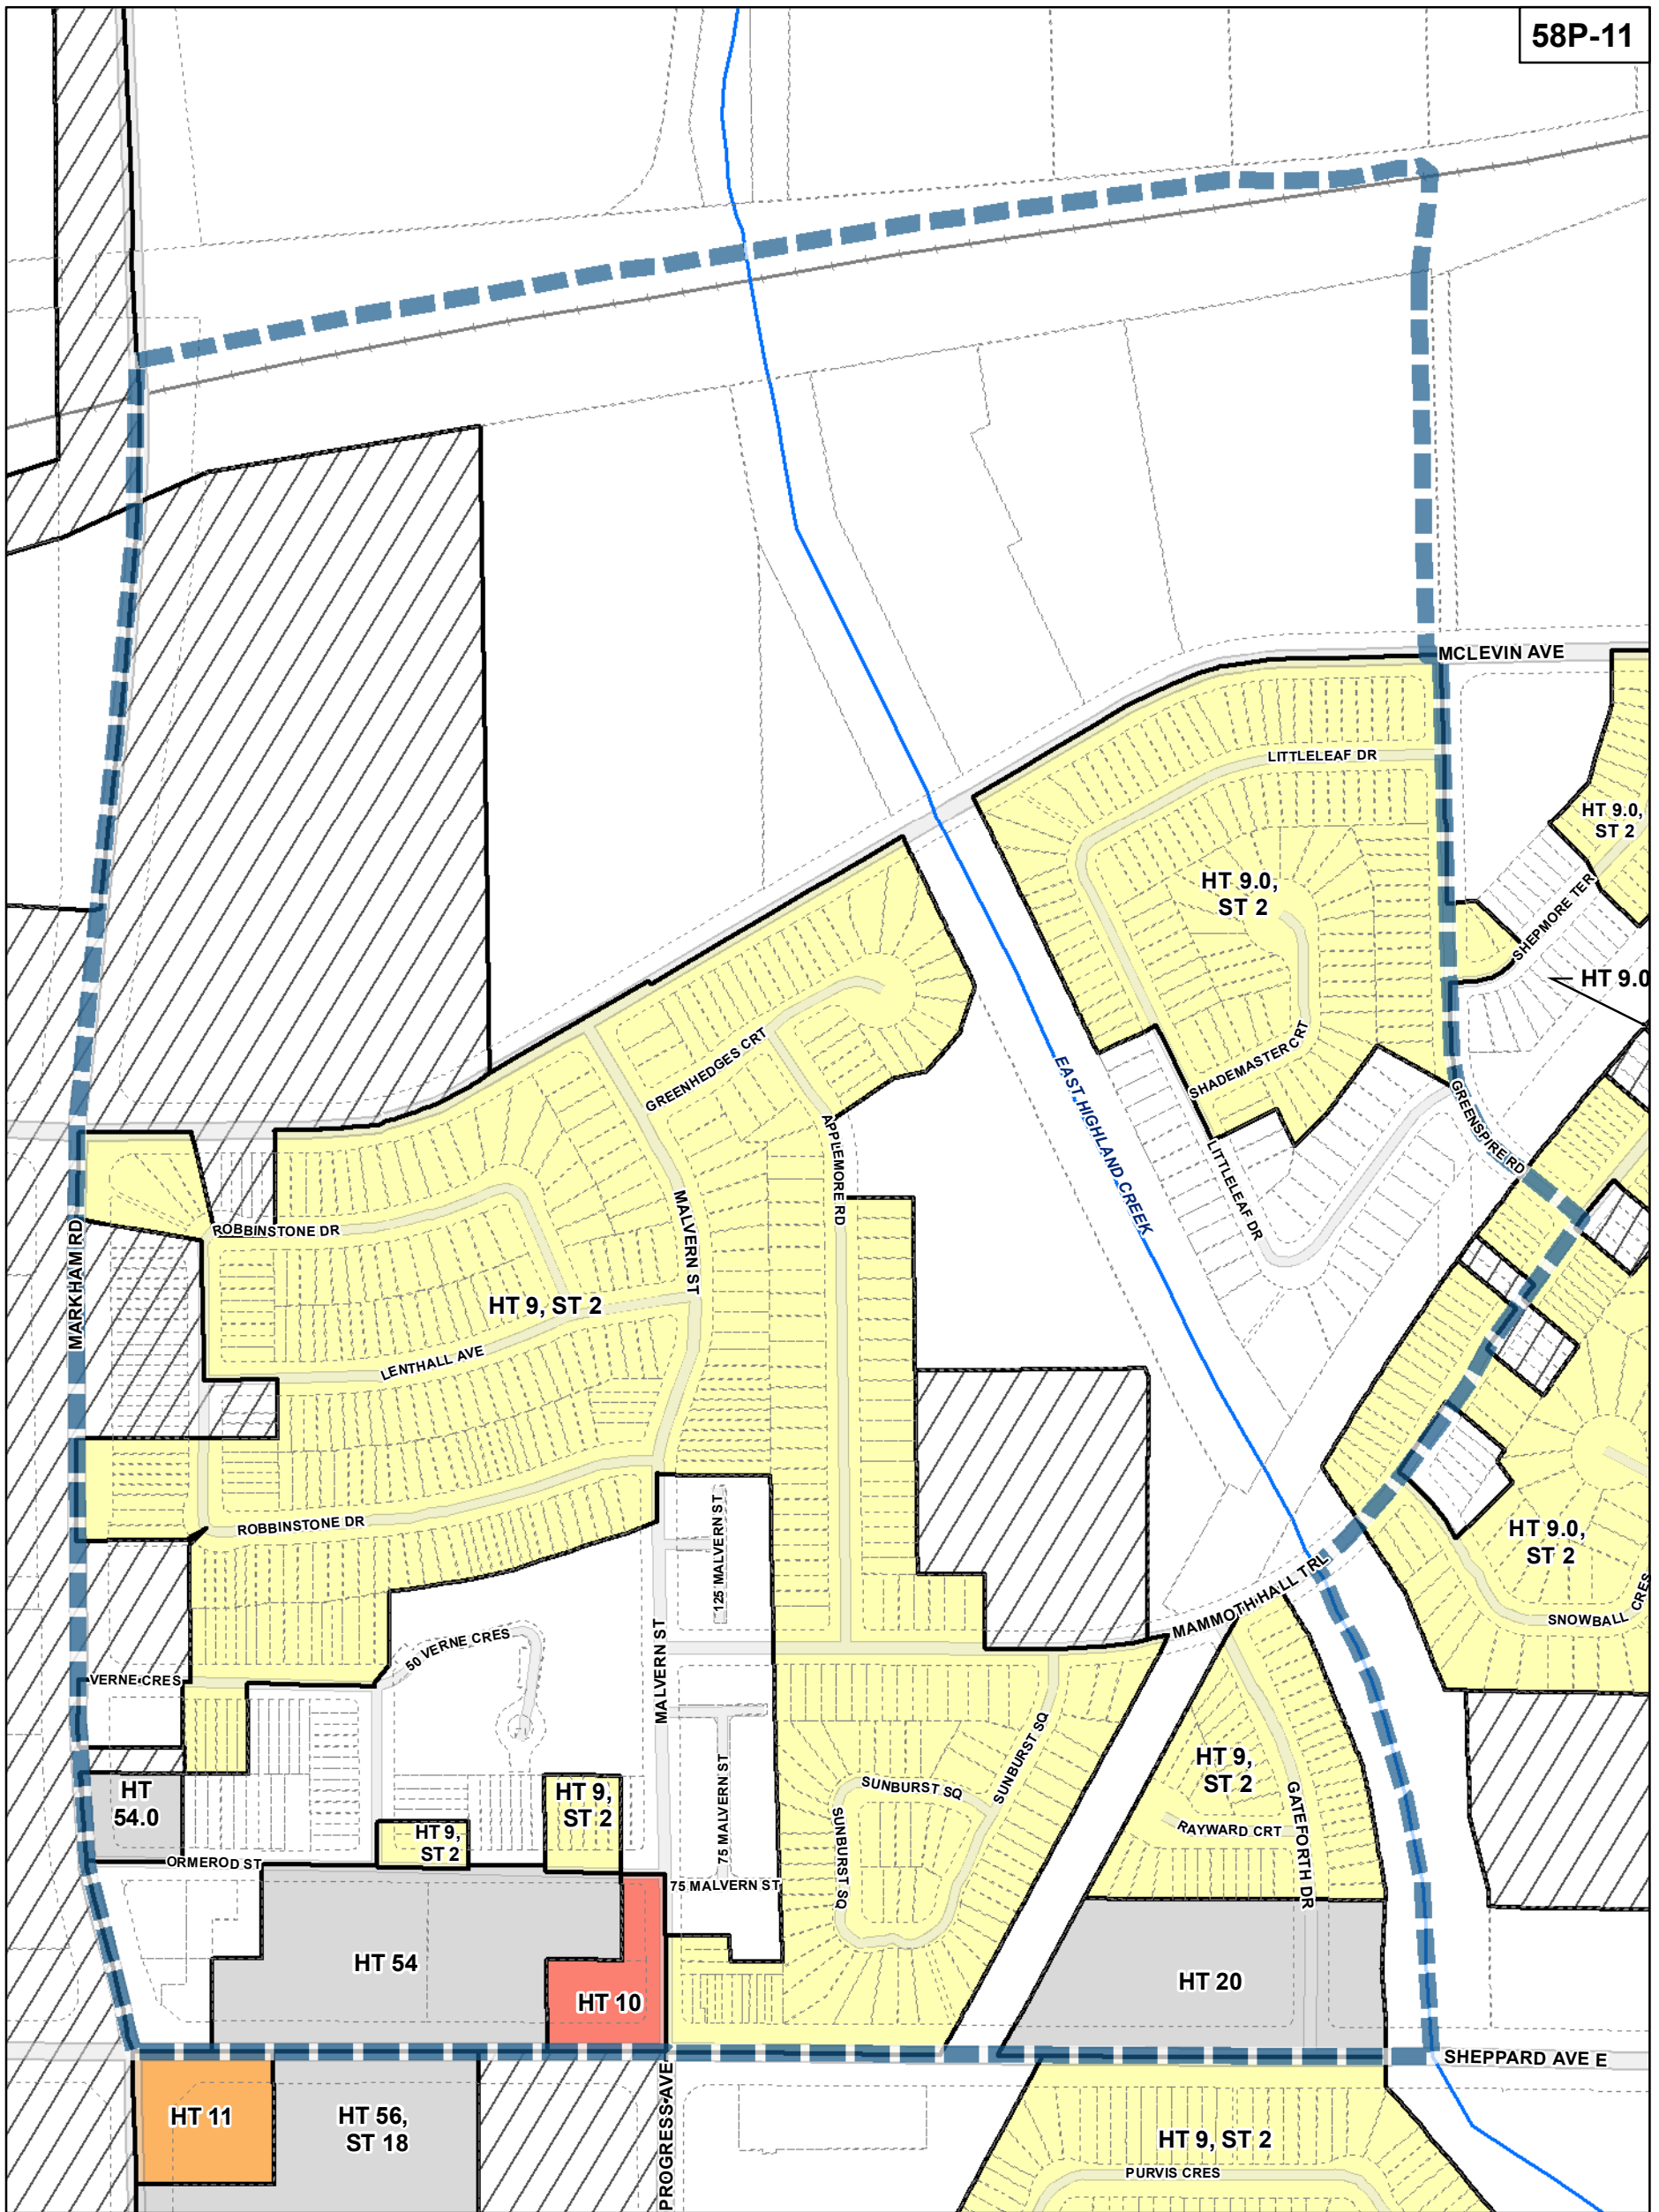 58P-11
MCLEVIN AVE
LITTLELEAF DR
HT 9.0,
ST 2
HT 9.0,
ST 2
SHEPMORE TER
HT 9.0
GREENHEDGES CRT
SHADEMASTER CRT
EAST HIGHLAND CREEK
GREENSPIRE RD
APPLEMORE RD
LITTLELEAF DR
MALVERN ST
ROBBINSTONE DR
MARKHAM RD
HT 9, ST 2
LENTHALL AVE
ROBBINSTONE DR
125 MALVERN ST
HT 9.0,
ST 2
MAMMOTH HALL TRL
SNOWBALL CRES
50 VERNE CRES
VERNE CRES
MALVERN ST
SUNBURST SQ
HT 9,
ST 2
HT
54.0
HT 9,
ST 2
75 MALVERN ST
SUNBURST SQ
GATEFORTH DR
HT 9,
ST 2
RAYWARD CRT
SUNBURST SQ
ORMEROD ST
75 MALVERN ST
HT 54
HT 10
HT 20
SHEPPARD AVE E
HT 11
HT 56,
ST 18
PROGRESS AVE
HT 9, ST 2
PURVIS CRES